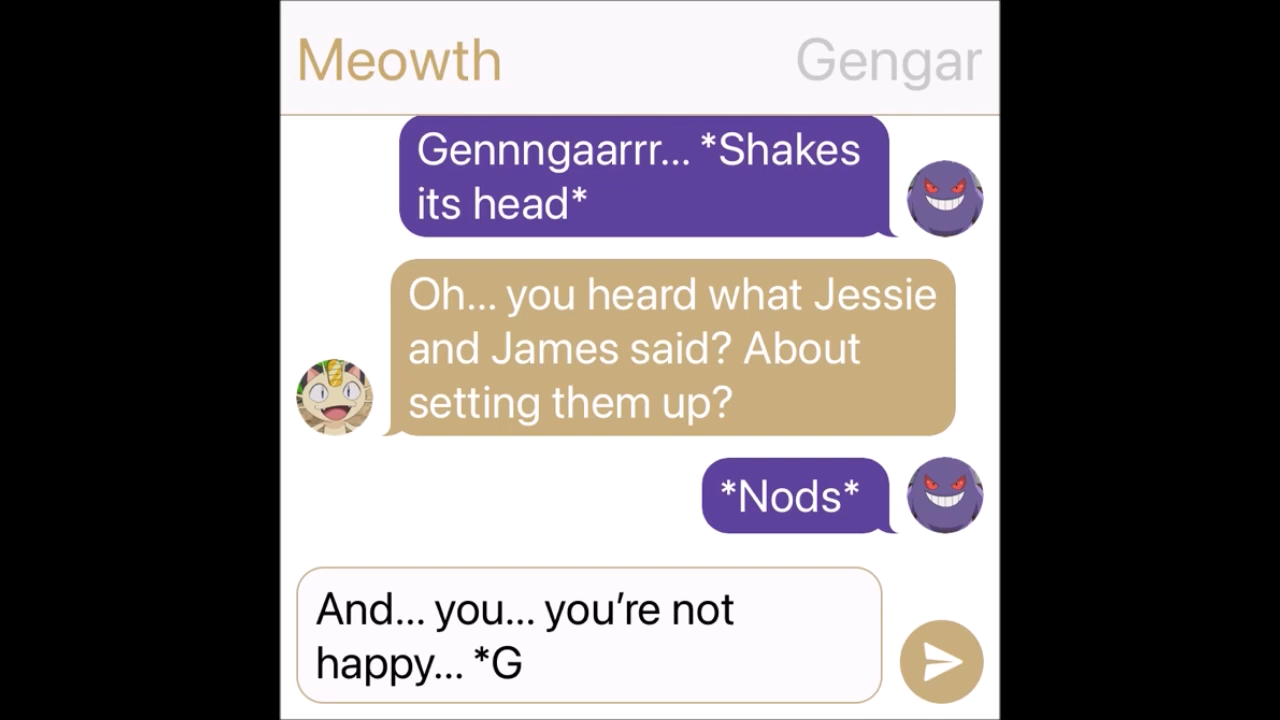 Meowth Gengar
Gennngaarrr... *Shakes
its head*
Oh... you heard what Jessie
and James said? About
setting them up?
*Nods*
And... you... you’re not
happy... *G